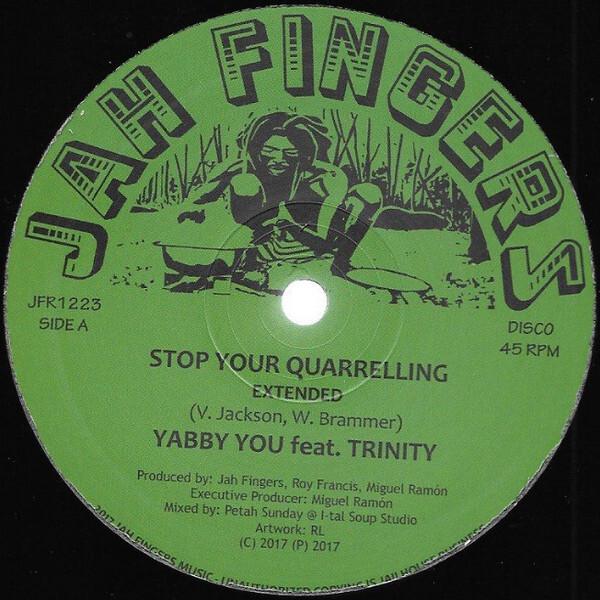 JAH FINGERS
JFR1223
SIDE A
DISCO
45 RPM
STOP YOUR QUARRELLING
EXTENDED
(V. Jackson, W. Brammer)
YABBY YOU feat. TRINITY
Produced by: Jah Fingers, Roy Francis, Miguel Ramón
Executive Producer: Miguel Ramón
Mixed by: Petah Sunday @ I-tal Soup Studio
Artwork: RL
(C) 2017 (P) 2017
2017 JAH FINGERS MUSIC - UNAUTHORIZED COPYING IS JAILHOUSE BUSINESS